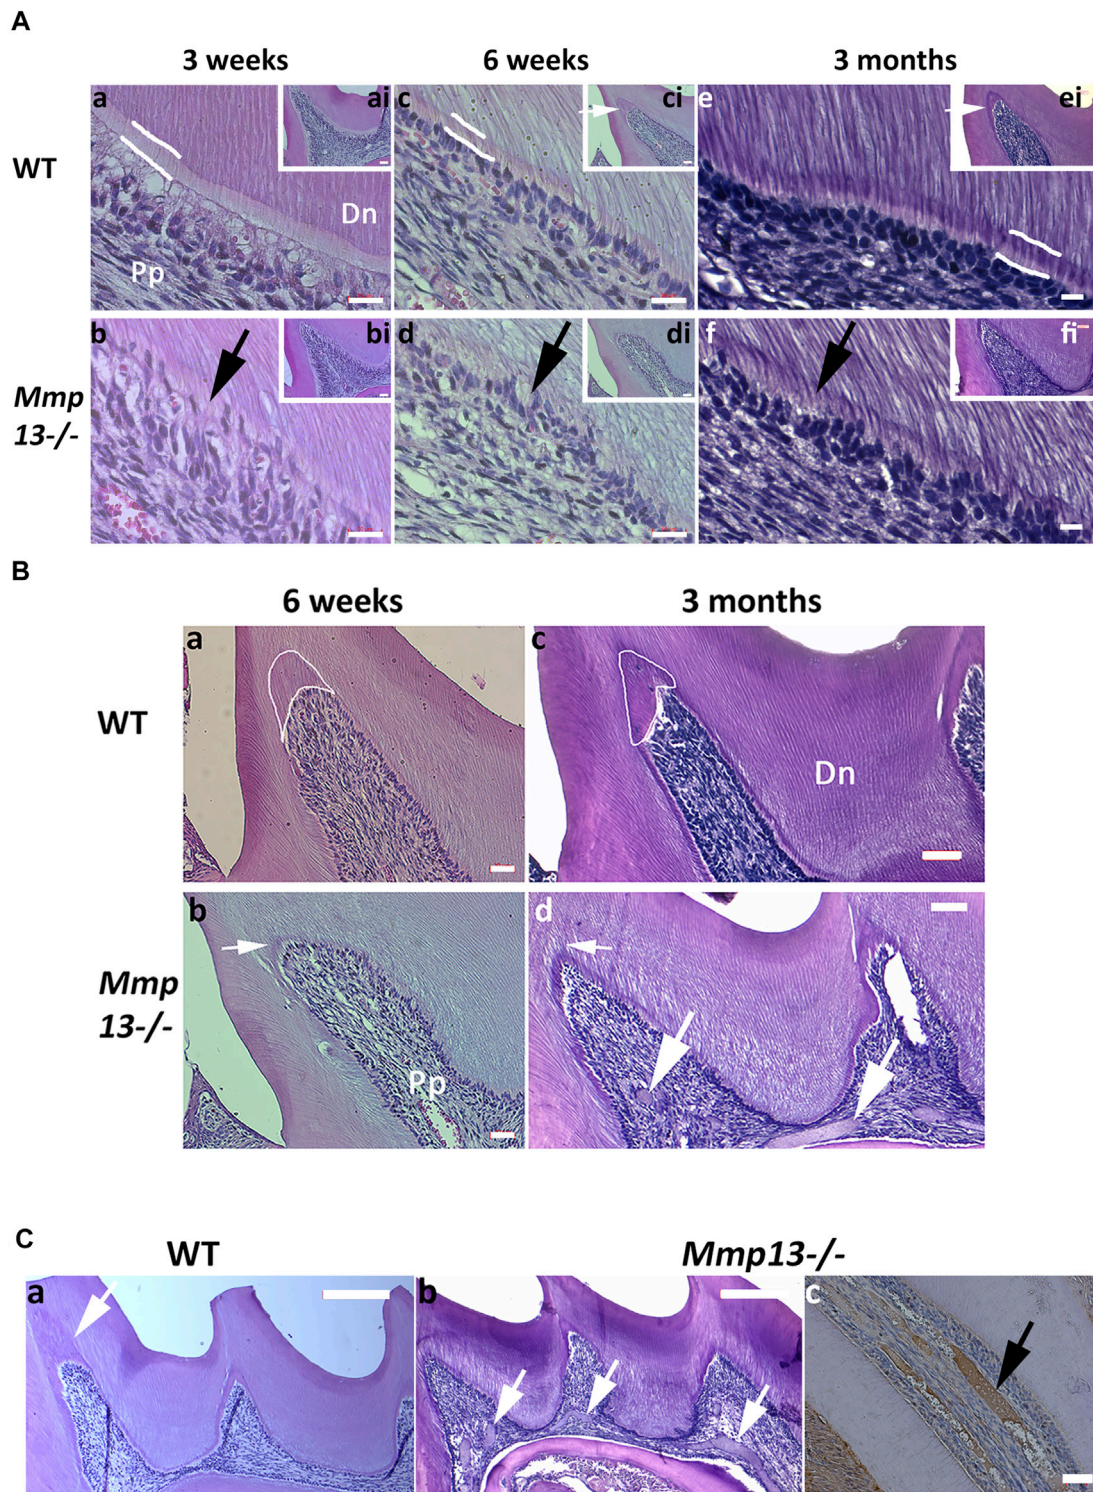 A
3 weeks 6 weeks 3 months
WT
a ai c ci e ei
Dn
Pp
Mmp
13-/-
b bi d di f fi
B
6 weeks 3 months
WT
a c
Dn
Mmp
13-/-
b d
Pp
C
WT Mmp13-/-
a b c